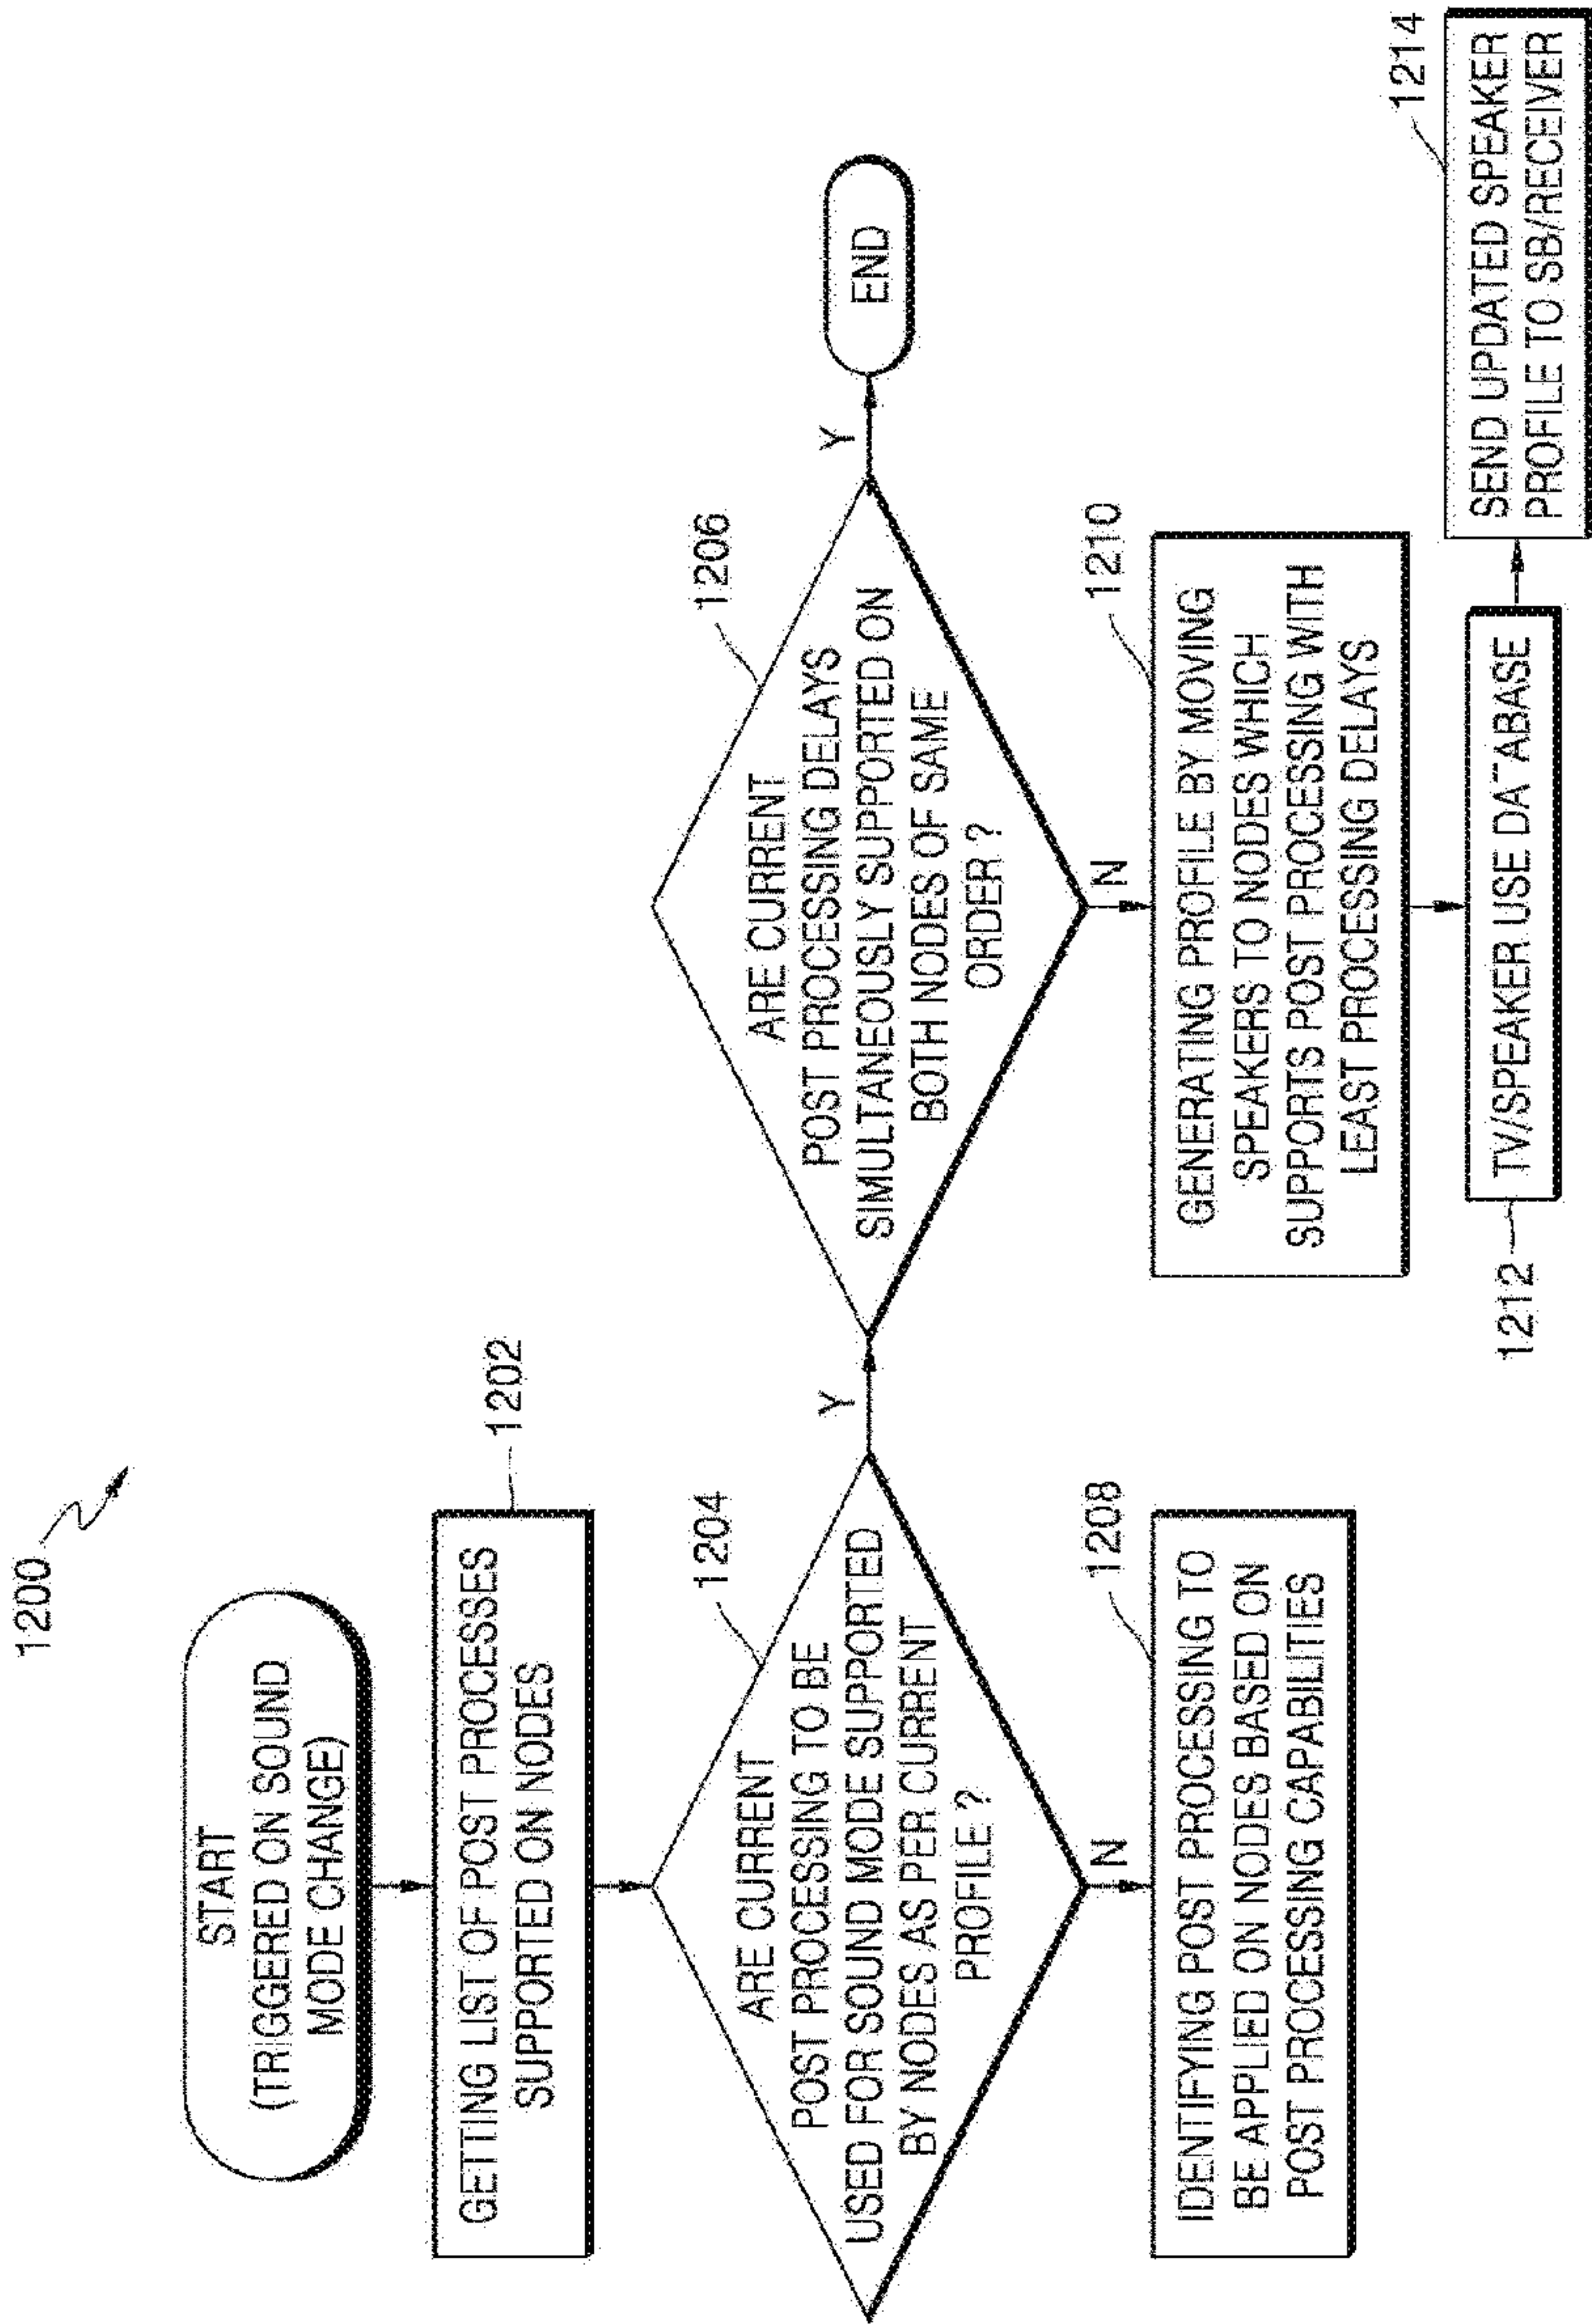 1200
START
(TRIGGERED ON SOUND
MODE CHANGE)
1202
GETTING LIST OF POST PROCESSES
SUPPORTED ON NODES
1204
ARE CURRENT
POST PROCESSING TO BE
USED FOR SOUND MODE SUPPORTED
BY NODES AS PER CURRENT
PROFILE ?
Y
N
1208
IDENTIFYING POST PROCESSING TO
BE APPLIED ON NODES BASED ON
POST PROCESSING CAPABILITIES
1206
ARE CURRENT
POST PROCESSING DELAYS
SIMULTANEOUSLY SUPPORTED ON
BOTH NODES OF SAME
ORDER ?
Y
END
N
1210
GENERATING PROFILE BY MOVING
SPEAKERS TO NODES WHICH
SUPPORTS POST PROCESSING WITH
LEAST PROCESSING DELAYS
1212
TV/SPEAKER USE DATABASE
1214
SEND UPDATED SPEAKER
PROFILE TO SB/RECEIVER